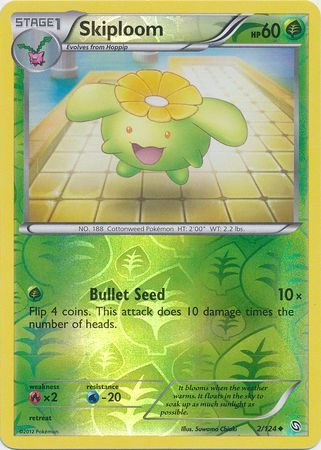 STAGE1
Skiploom
HP60
Evolves from Hoppip
NO. 188 Cottonweed Pokémon HT: 2'00" WT: 2.2 lbs.
Bullet Seed 10×
Flip 4 coins. This attack does 10 damage times the
number of heads.
weakness
×2
resistance
-20
retreat
It blooms when the weather
is warm. It floats in the sky to
soak up as much sunlight as
possible.
©2012 Pokémon
Illus. Suwama Chiaki
2/124